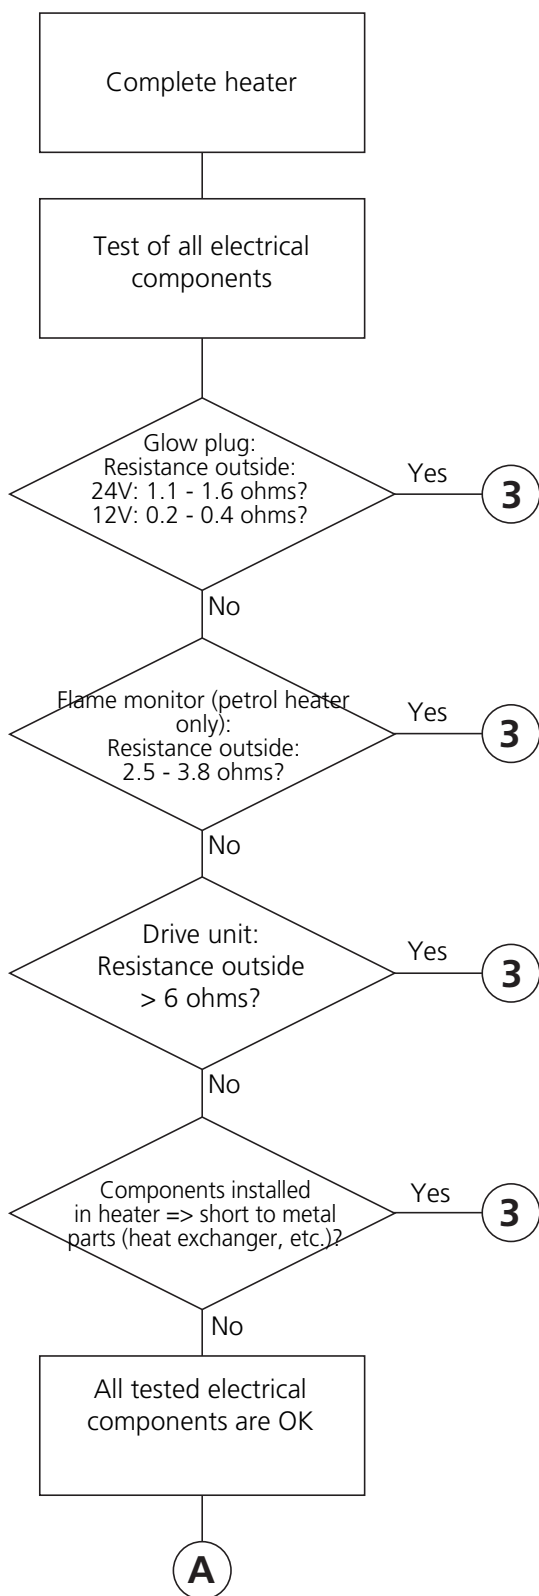 Complete heater
Test of all electrical
components
Glow plug:
Resistance outside:
24V: 1.1 - 1.6 ohms?
12V: 0.2 - 0.4 ohms?
Yes
3
No
Flame monitor (petrol heater
only):
Resistance outside:
2.5 - 3.8 ohms?
Yes
3
No
Drive unit:
Resistance outside
> 6 ohms?
Yes
3
No
Components installed
in heater => short to metal
parts (heat exchanger, etc.)?
Yes
3
No
All tested electrical
components are OK
A